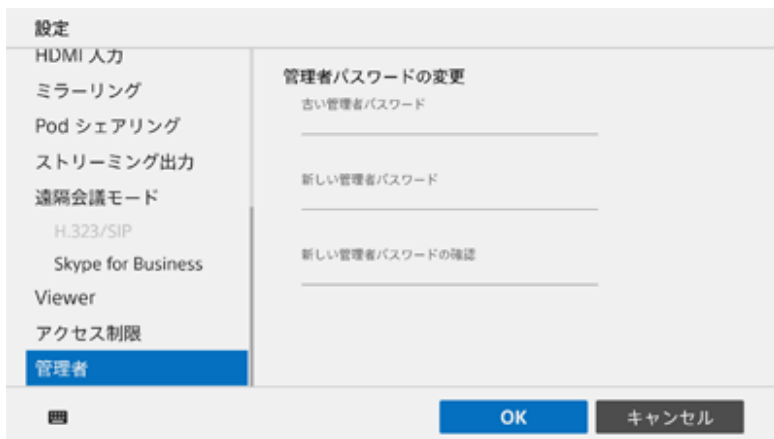 設定
HDMI 入力
ミラーリング
Pod シェアリング
ストリーミング出力
遠隔会議モード
H.323/SIP
Skype for Business
Viewer
アクセス制限
管理者
管理者パスワードの変更
古い管理者パスワード
新しい管理者パスワード
新しい管理者パスワードの確認
OK
キャンセル